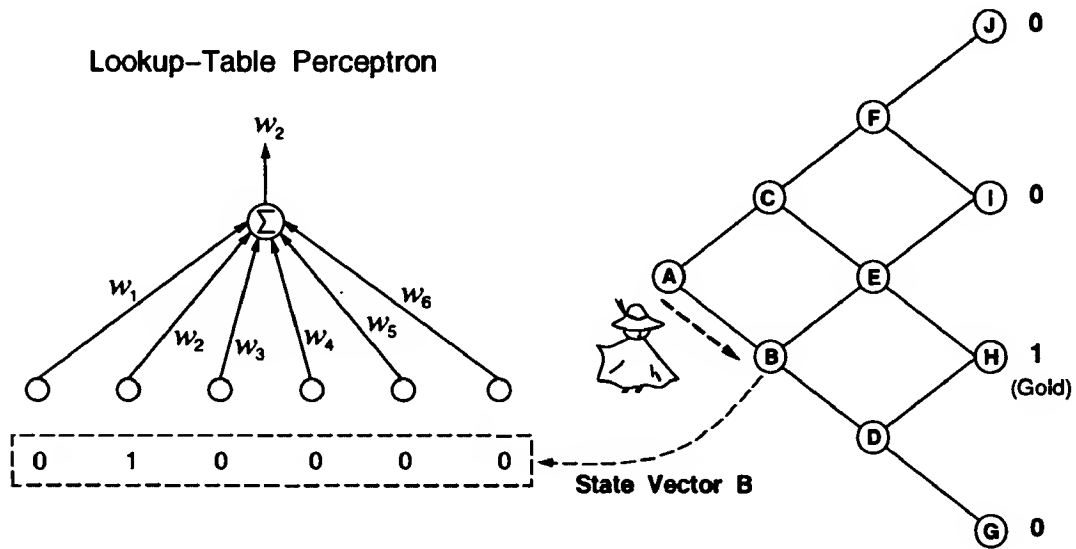 Lookup-Table Perceptron
w₂
Σ
w₁
w₂
w₃
w₄
w₅
w₆
0 1 0 0 0 0
State Vector B
J 0
F
C
I 0
A
E
B
H 1
(Gold)
D
G 0